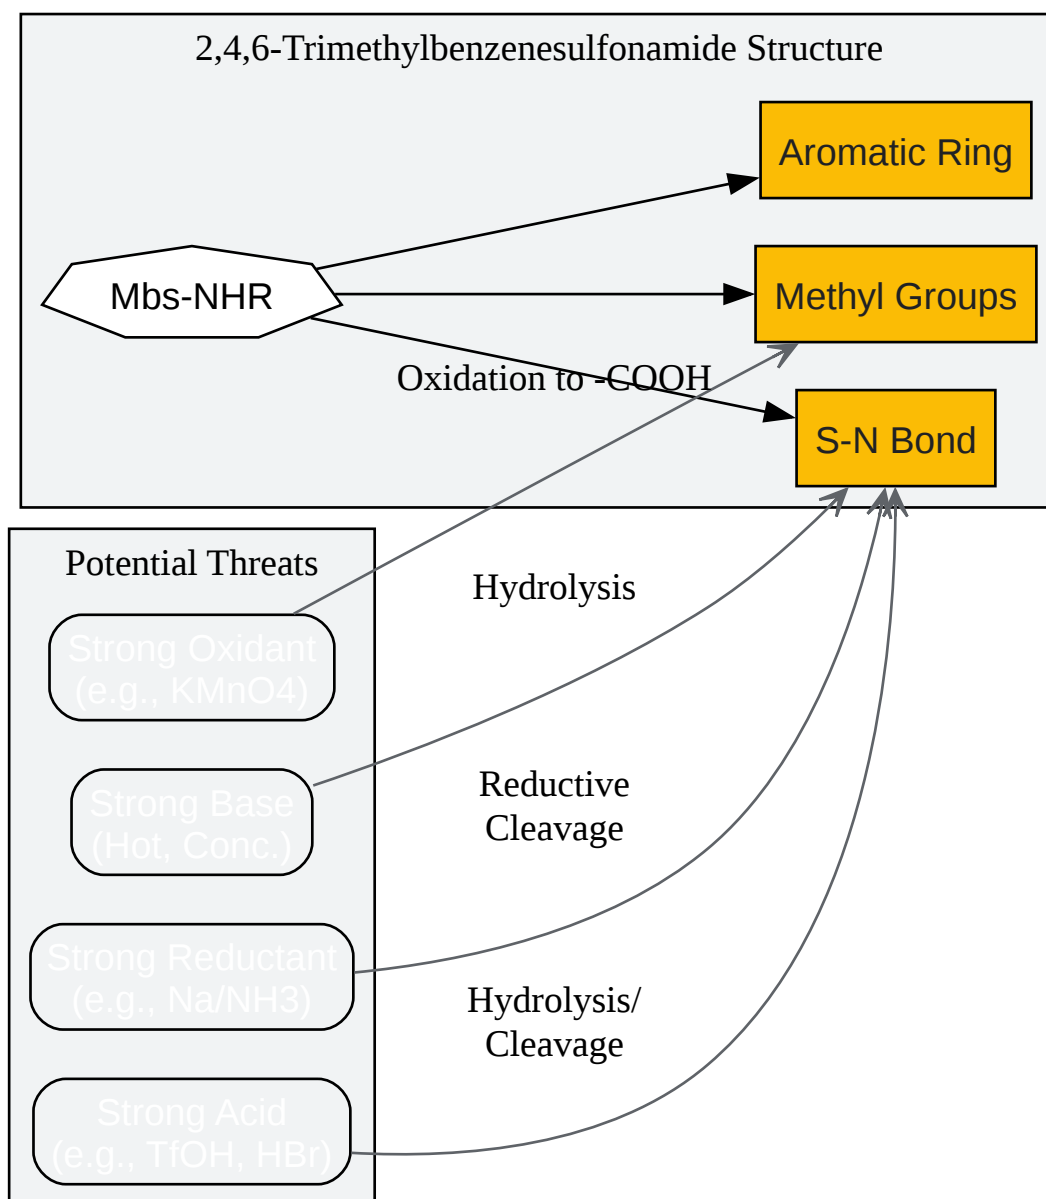 2,4,6-Trimethylbenzenesulfonamide Structure
Aromatic Ring
Mbs-NHR
Methyl Groups
Oxidation to -COOH
S-N Bond
Potential Threats
Hydrolysis
Strong Oxidant
(e.g., KMnO4)
Strong Base
(Hot, Conc.)
Reductive
Cleavage
Strong Reductant
(e.g., Na/NH3)
Hydrolysis/
Cleavage
Strong Acid
(e.g., TfOH, HBr)